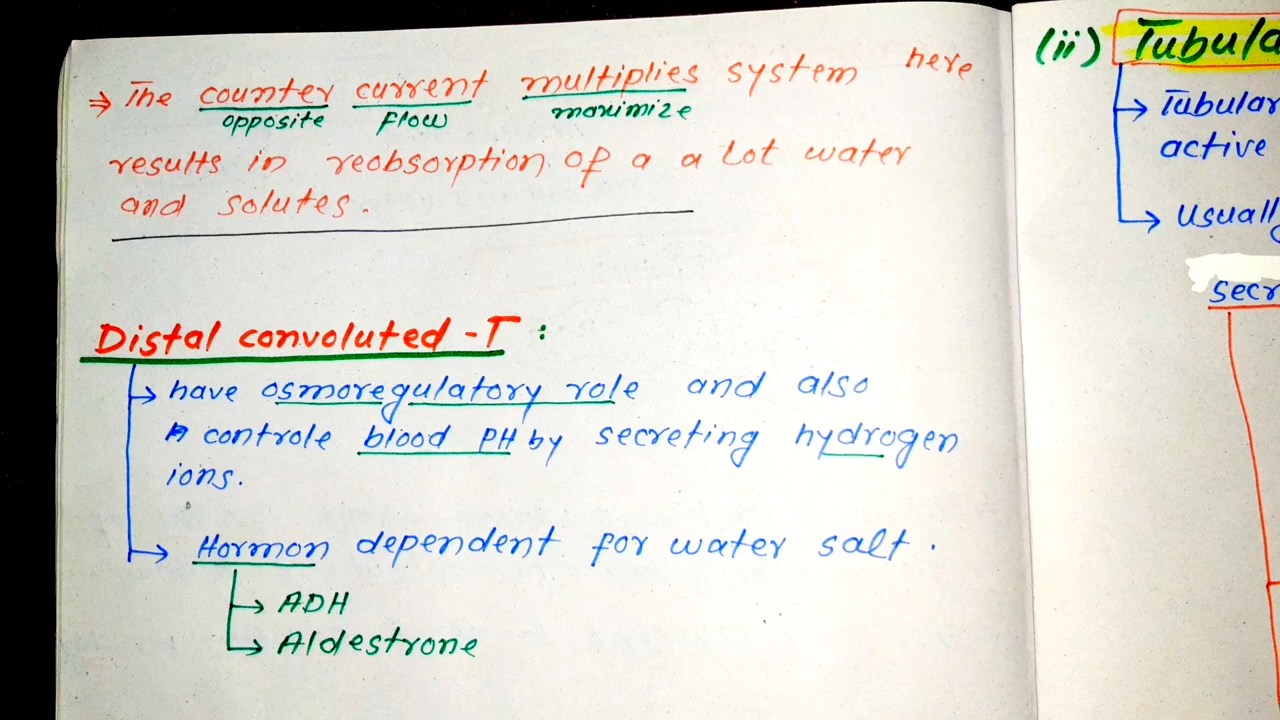 ⇒ The counter current multiplies system here
opposite flow maximize
results in reobsorption of a a Lot water
and solutes.
Distal convoluted -T :
→ have osmoregulatory role and also
controle blood PH by secreting hydrogen
ions.
→ Hormon dependent for water salt.
→ ADH
→ Aldestrone
(ii) Tubula
→ Tubular
active
→ Usually
Secr